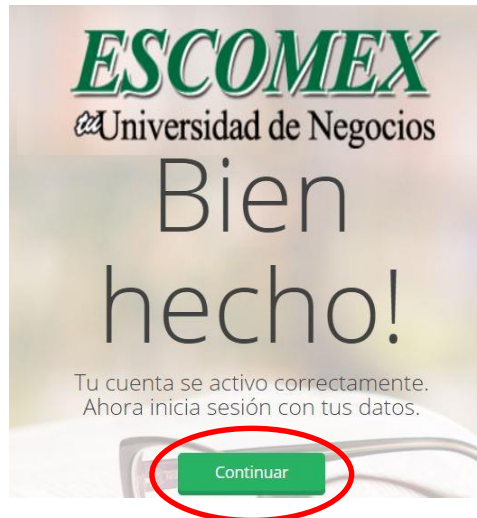 ESCOMEX
tu Universidad de Negocios
Bien
hecho!
Tu cuenta se activo correctamente.
Ahora inicia sesión con tus datos.
Continuar